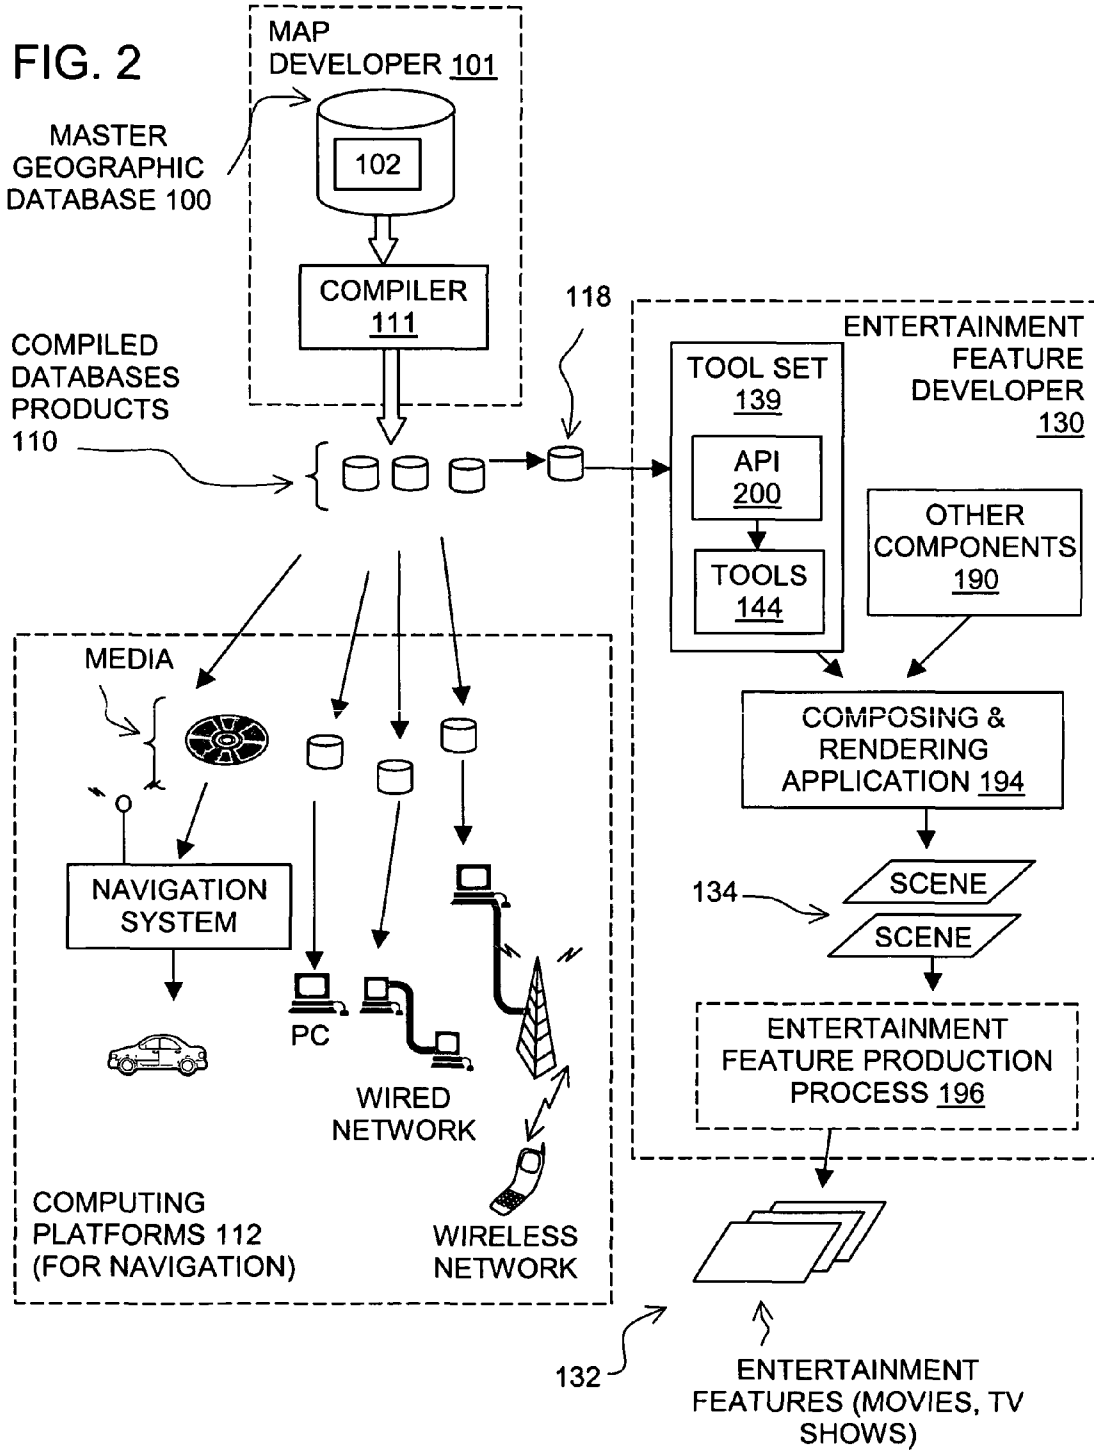 FIG. 2
MAP
DEVELOPER 101
MASTER
GEOGRAPHIC
DATABASE 100
102
COMPILER
111
118
COMPILED
DATABASES
PRODUCTS
110
ENTERTAINMENT
FEATURE
DEVELOPER
130
TOOL SET
139
API
200
TOOLS
144
OTHER
COMPONENTS
190
COMPOSING &
RENDERING
APPLICATION 194
134
SCENE
SCENE
ENTERTAINMENT
FEATURE PRODUCTION
PROCESS 196
MEDIA
NAVIGATION
SYSTEM
PC
WIRED
NETWORK
WIRELESS
NETWORK
COMPUTING
PLATFORMS 112
(FOR NAVIGATION)
132
ENTERTAINMENT
FEATURES (MOVIES, TV
SHOWS)